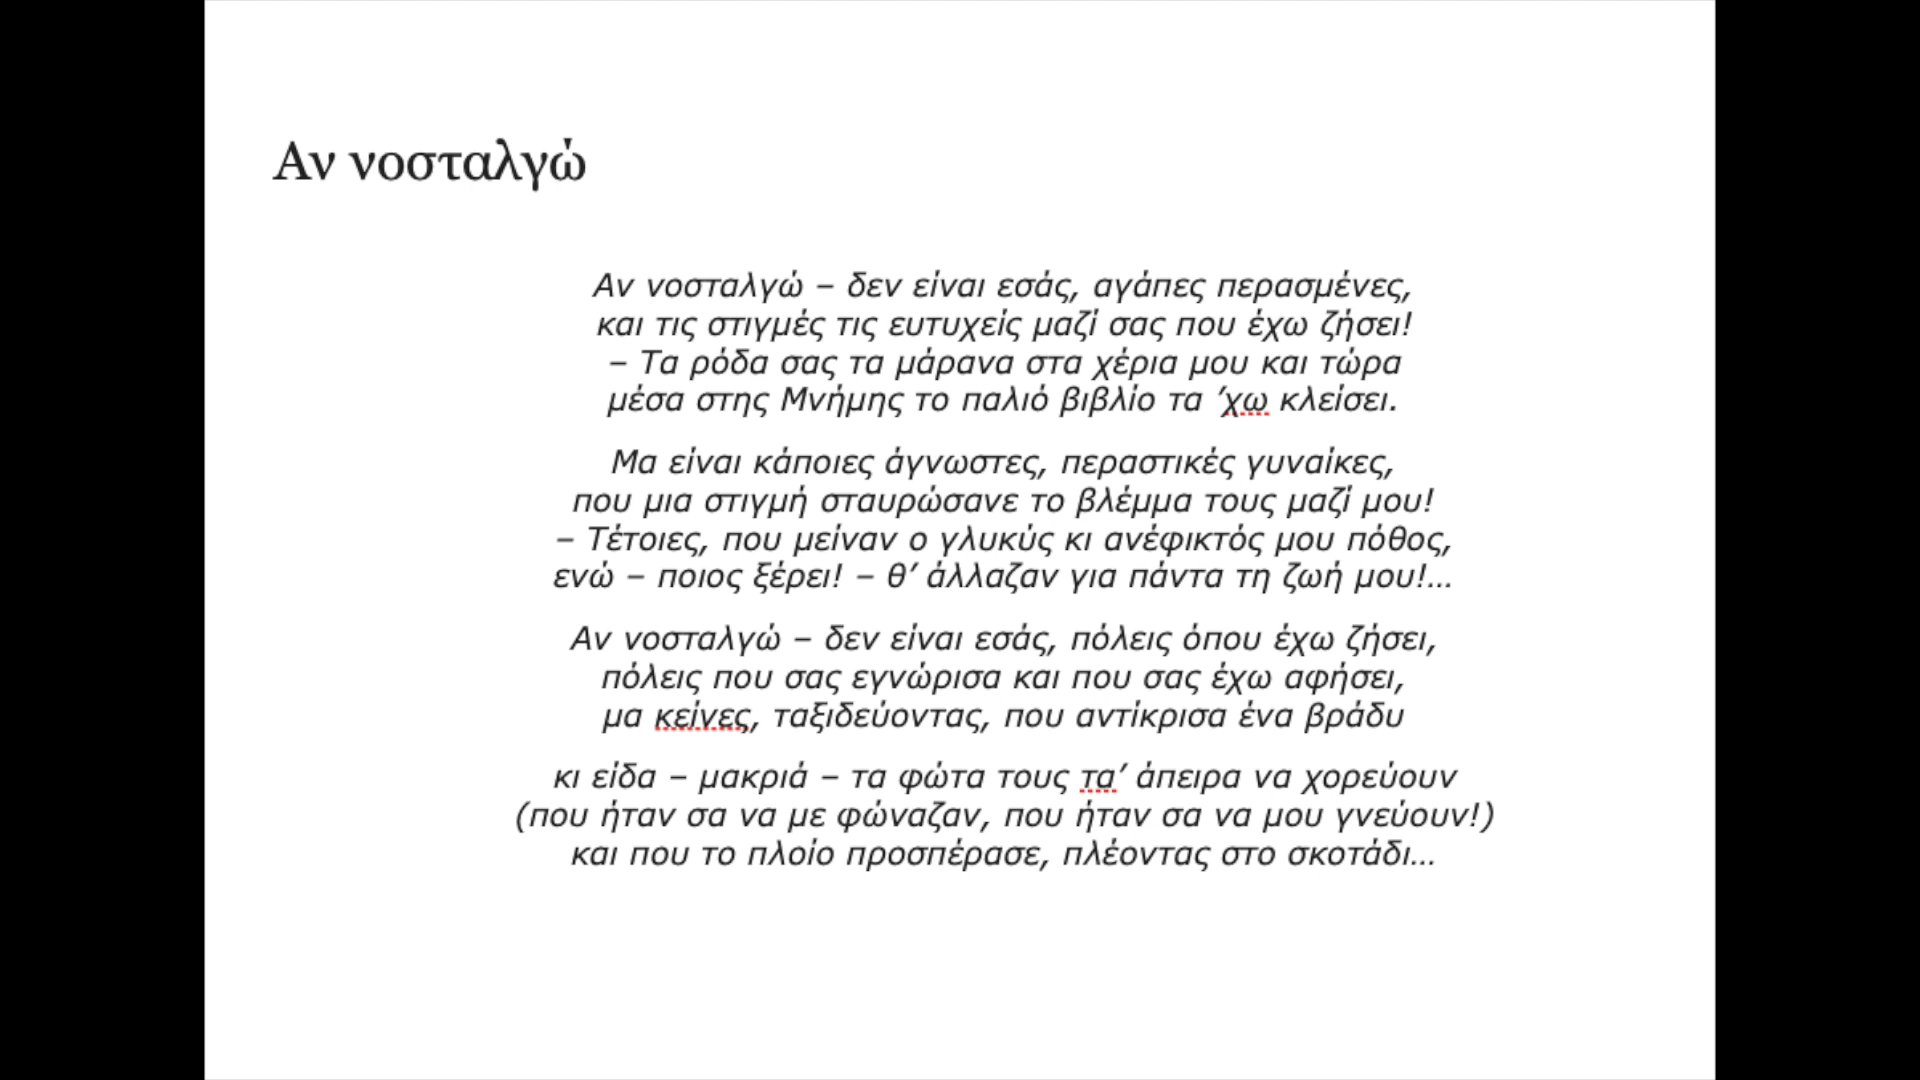 Αν νοσταλγώ
Αν νοσταλγώ – δεν είναι εσάς, αγάπες περασμένες,
και τις στιγμές τις ευτυχείς μαζί σας που έχω ζήσει!
– Τα ρόδα σας τα μάρανα στα χέρια μου και τώρα
μέσα στης Μνήμης το παλιό βιβλίο τα ’χω κλείσει.
Μα είναι κάποιες άγνωστες, περαστικές γυναίκες,
που μια στιγμή σταυρώσανε το βλέμμα τους μαζί μου!
– Τέτοιες, που μείναν ο γλυκύς κι ανέφικτός μου πόθος,
ενώ – ποιος ξέρει! – θ’ άλλαζαν για πάντα τη ζωή μου!…
Αν νοσταλγώ – δεν είναι εσάς, πόλεις όπου έχω ζήσει,
πόλεις που σας εγνώρισα και που σας έχω αφήσει,
μα κείνες, ταξιδεύοντας, που αντίκρισα ένα βράδυ
κι είδα – μακριά – τα φώτα τους τα’ άπειρα να χορεύουν
(που ήταν σα να με φώναζαν, που ήταν σα να μου γνεύουν!)
και που το πλοίο προσπέρασε, πλέοντας στο σκοτάδι…